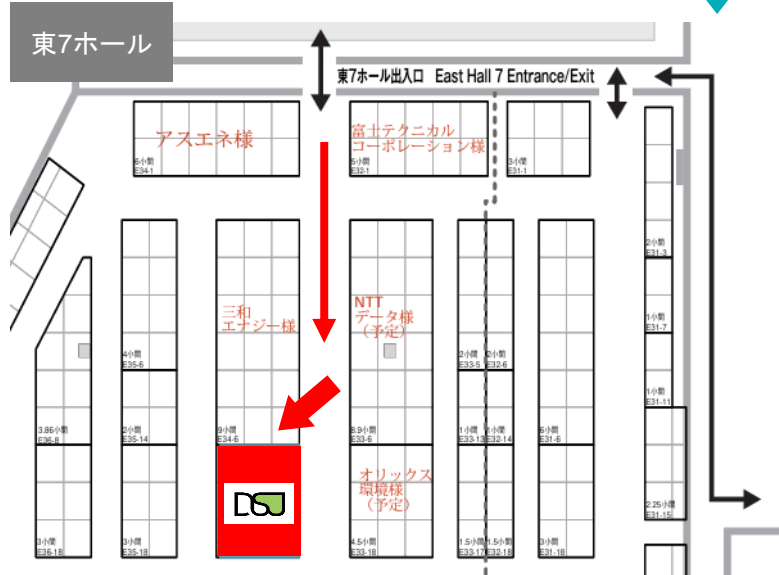 東7ホール
東7ホール出入口 East Hall 7 Entrance/Exit
アスエネ様
6小間
E34-1
富士テクニカル
コーポレーション様
5小間
E32-1
3小間
E31-1
2小間
E31-3
三和
エナジー様
NTT
データ様
（予定）
1小間
E31-7
4小間
E35-6
2小間
E33-5
2小間
E32-6
1小間
E31-11
3.86小間
E36-8
2小間
E35-14
9小間
E34-6
8.9小間
E33-6
1小間
E33-13
1小間
E32-14
6小間
E31-6
DSJ
オリックス
環境様
（予定）
2.25小間
E31-15
3小間
E36-18
3小間
E35-18
4.5小間
E33-18
1.5小間
E33-17
1.5小間
E32-18
3小間
E31-18